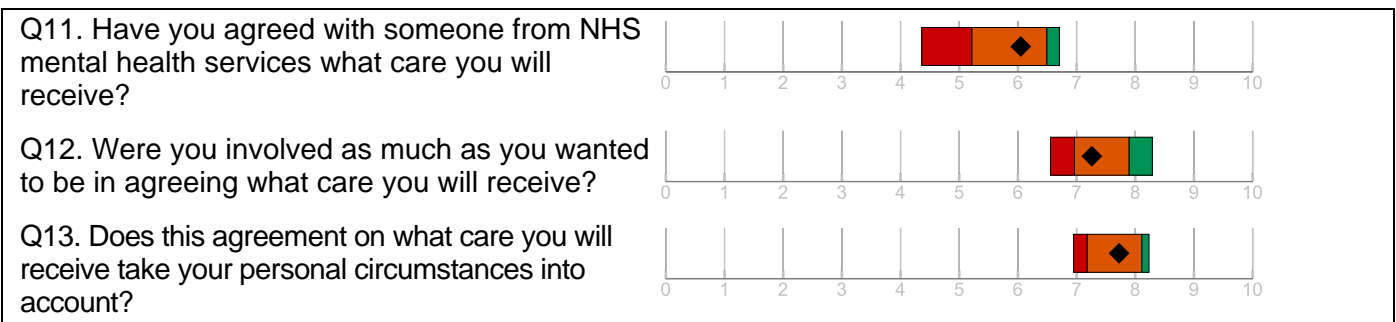 Q11. Have you agreed with someone from NHS
mental health services what care you will
receive?
0 1 2 3 4 5 6 7 8 9 10
Q12. Were you involved as much as you wanted
to be in agreeing what care you will receive?
0 1 2 3 4 5 6 7 8 9 10
Q13. Does this agreement on what care you will
receive take your personal circumstances into
account?
0 1 2 3 4 5 6 7 8 9 10